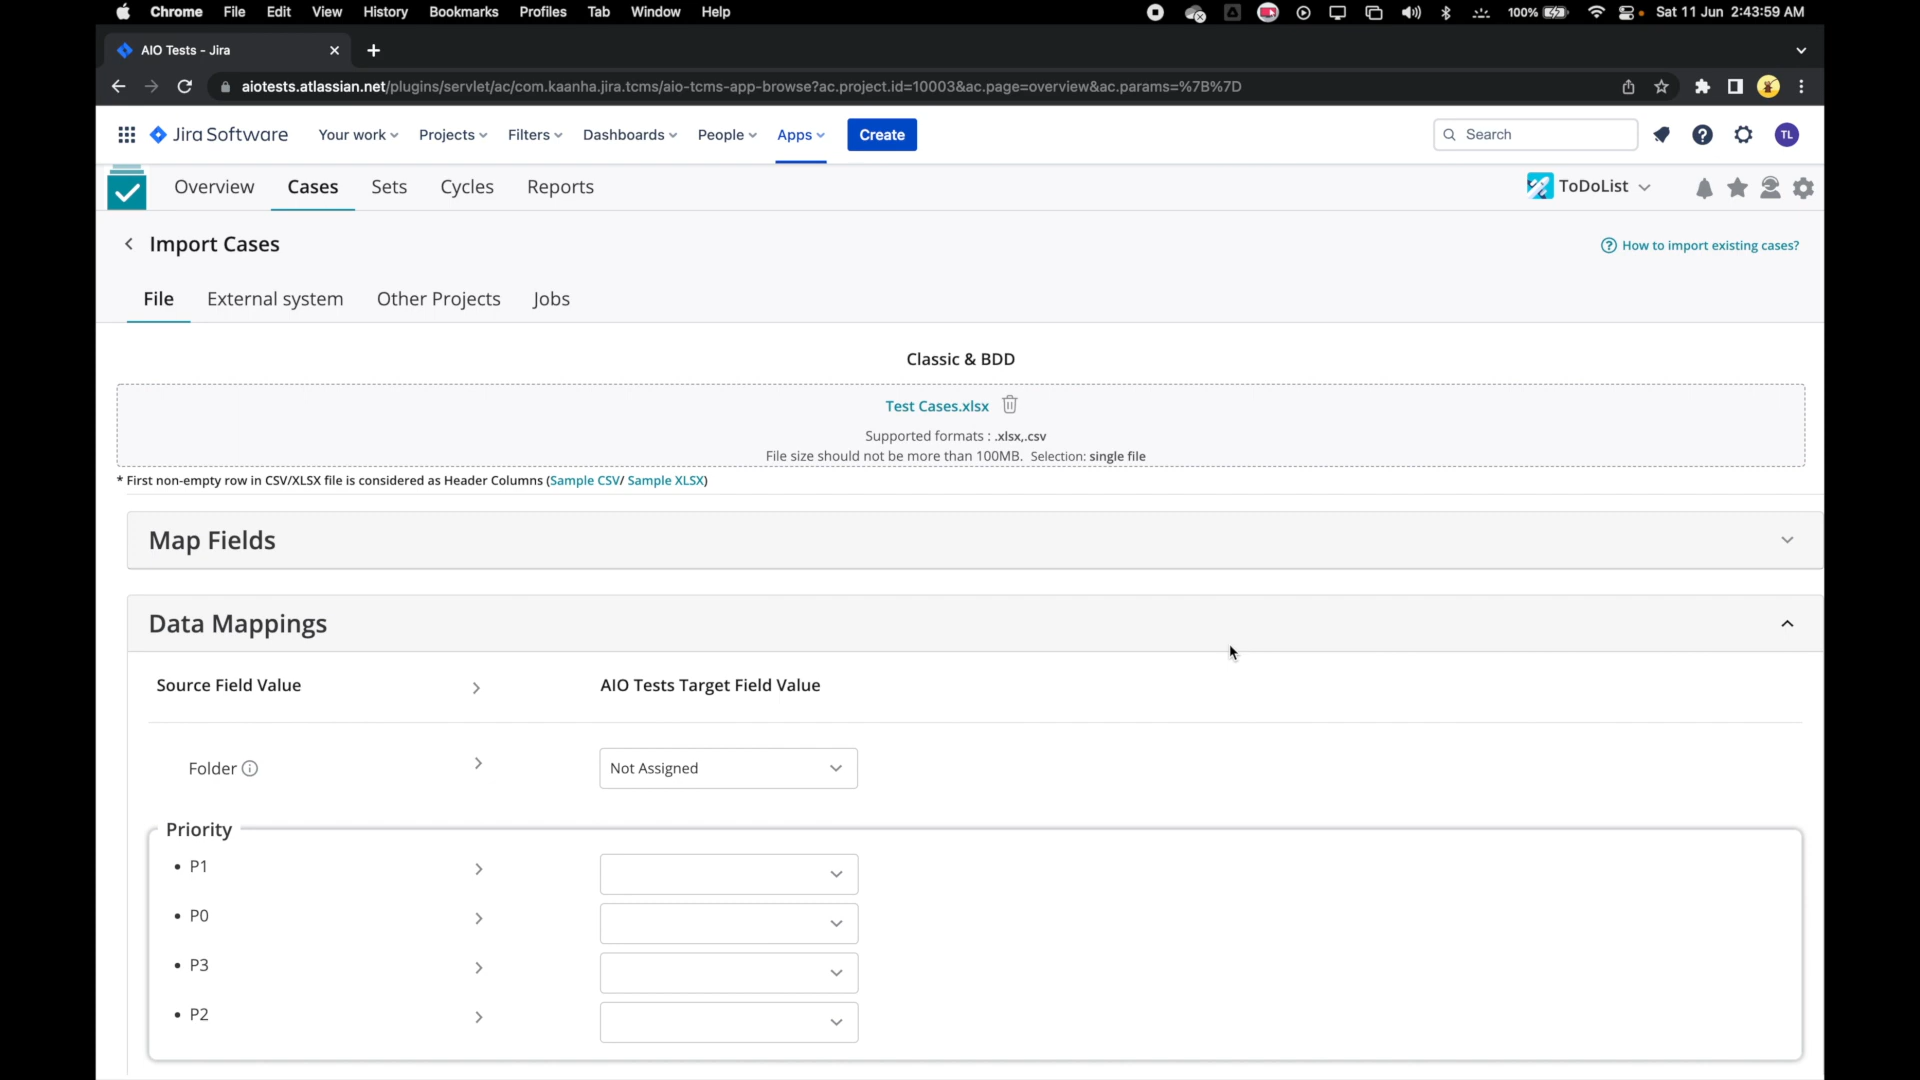 Chrome File Edit View History Bookmarks Profiles Tab Window Help 100% Sat 11 Jun 2:43:59 AM
AIO Tests - Jira
aiotests.atlassian.net/plugins/servlet/ac/com.kaanha.jira.tcms/aio-tcms-app-browse?ac.project.id=10003&ac.page=overview&ac.params=%7B%7D
Jira Software Your work Projects Filters Dashboards People Apps Create Search TL
Overview Cases Sets Cycles Reports ToDoList
Import Cases How to import existing cases?
File External system Other Projects Jobs
Classic & BDD
Test Cases.xlsx
Supported formats : .xlsx,.csv
File size should not be more than 100MB. Selection: single file
* First non-empty row in CSV/XLSX file is considered as Header Columns (Sample CSV/ Sample XLSX)
Map Fields
Data Mappings
Source Field Value AIO Tests Target Field Value
Folder Not Assigned
Priority
• P1
• P0
• P3
• P2